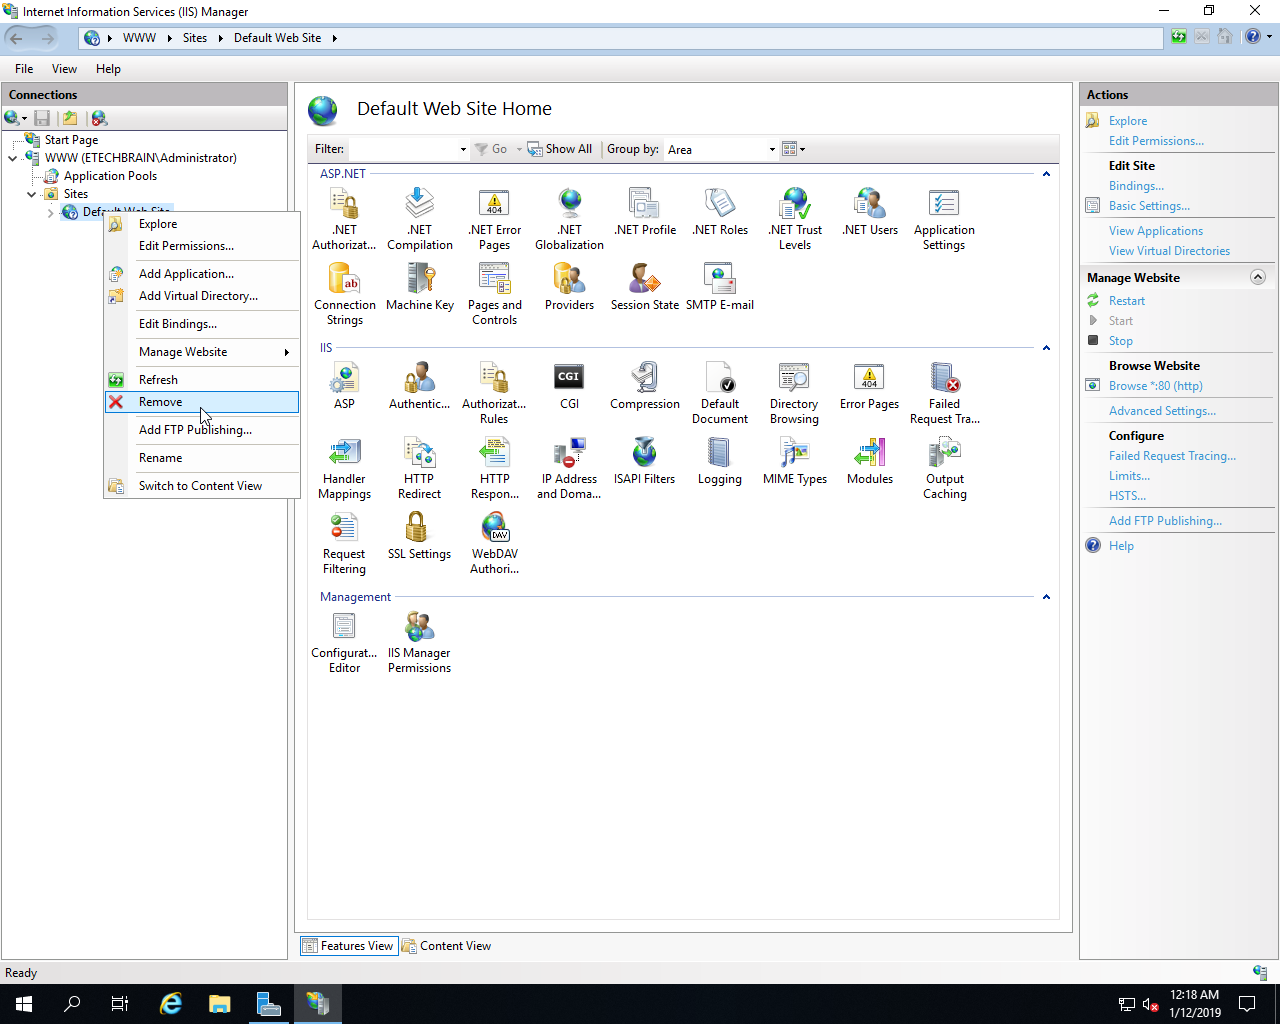 Internet Information Services (IIS) Manager
WWW
Sites
Default Web Site
File
View
Help
Connections
Start Page
WWW (ETECHBRAIN\Administrator)
Application Pools
Sites
Default Web Site
Explore
Edit Permissions...
Add Application...
Add Virtual Directory...
Edit Bindings...
Manage Website
Refresh
Remove
Add FTP Publishing...
Rename
Switch to Content View
Default Web Site Home
Filter:
Go
Show All
Group by:
Area
ASP.NET
.NET Authorizat...
.NET Compilation
.NET Error Pages
.NET Globalization
.NET Profile
.NET Roles
.NET Trust Levels
.NET Users
Application Settings
Connection Strings
Machine Key
Pages and Controls
Providers
Session State
SMTP E-mail
IIS
ASP
Authentic...
Authorizat... Rules
CGI
Compression
Default Document
Directory Browsing
Error Pages
Failed Request Tra...
Handler Mappings
HTTP Redirect
HTTP Respon...
IP Address and Doma...
ISAPI Filters
Logging
MIME Types
Modules
Output Caching
Request Filtering
SSL Settings
WebDAV Authori...
Management
Configurat... Editor
IIS Manager Permissions
Features View
Content View
Actions
Explore
Edit Permissions...
Edit Site
Bindings...
Basic Settings...
View Applications
View Virtual Directories
Manage Website
Restart
Start
Stop
Browse Website
Browse *:80 (http)
Advanced Settings...
Configure
Failed Request Tracing...
Limits...
HSTS...
Add FTP Publishing...
Help
Ready
12:18 AM
1/12/2019